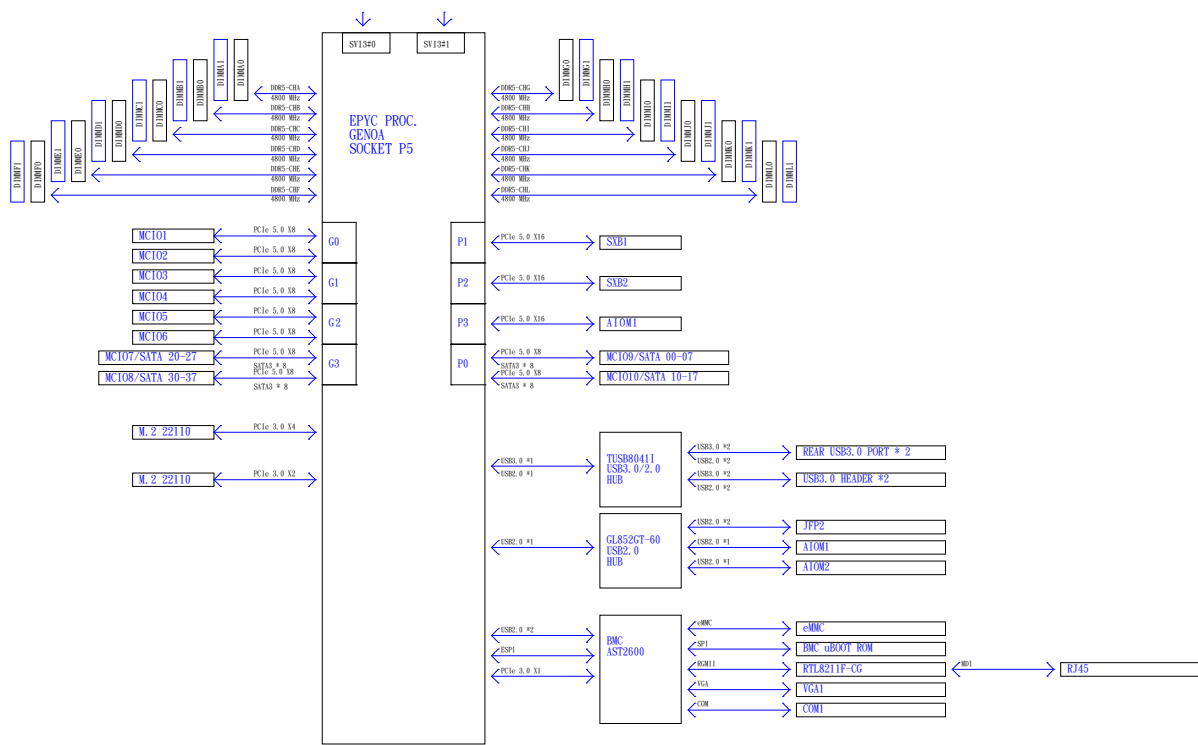 SVI3#0
SVI3#1
EPYC PROC.
GENOA
SOCKET P5
DIMMA1
DIMMA0
DIMMB1
DIMMB0
DIMMC1
DIMMC0
DIMMD1
DIMMD0
DIMME1
DIMME0
DIMMF1
DIMMF0
DDR5-CHA
4800 MHz
DDR5-CHB
4800 MHz
DDR5-CHC
4800 MHz
DDR5-CHD
4800 MHz
DDR5-CHE
4800 MHz
DDR5-CHF
4800 MHz
DIMMG0
DIMMG1
DIMMH0
DIMMH1
DIMMI0
DIMMI1
DIMMJ0
DIMMJ1
DIMMK0
DIMMK1
DIMML0
DIMML1
DDR5-CHG
4800 MHz
DDR5-CHH
4800 MHz
DDR5-CHI
4800 MHz
DDR5-CHJ
4800 MHz
DDR5-CHK
4800 MHz
DDR5-CHL
4800 MHz
MCIO1
PCIe 5.0 X8
G0
MCIO2
PCIe 5.0 X8
MCIO3
PCIe 5.0 X8
G1
MCIO4
PCIe 5.0 X8
MCIO5
PCIe 5.0 X8
G2
MCIO6
PCIe 5.0 X8
MCIO7/SATA 20-27
PCIe 5.0 X8
SATA3 * 8
G3
MCIO8/SATA 30-37
PCIe 5.0 X8
SATA3 * 8
P1
PCIe 5.0 X16
SXB1
P2
PCIe 5.0 X16
SXB2
P3
PCIe 5.0 X16
AIOM1
P0
PCIe 5.0 X8
SATA3 * 8
MCIO9/SATA 00-07
PCIe 5.0 X8
SATA3 * 8
MCIO10/SATA 10-17
M.2 22110
PCIe 3.0 X4
M.2 22110
PCIe 3.0 X2
USB3.0 *1
USB2.0 *1
TUSB8041I
USB3.0/2.0
HUB
USB3.0 *2
USB2.0 *2
REAR USB3.0 PORT * 2
USB3.0 *2
USB2.0 *2
USB3.0 HEADER *2
USB2.0 *1
GL852GT-60
USB2.0
HUB
USB2.0 *2
JFP2
USB2.0 *1
AIOM1
USB2.0 *1
AIOM2
USB2.0 *2
ESPI
PCIe 3.0 X1
BMC
AST2600
eMMC
eMMC
SPI
BMC uBOOT ROM
RGMII
RTL8211F-CG
MDI
RJ45
VGA
VGA1
COM
COM1